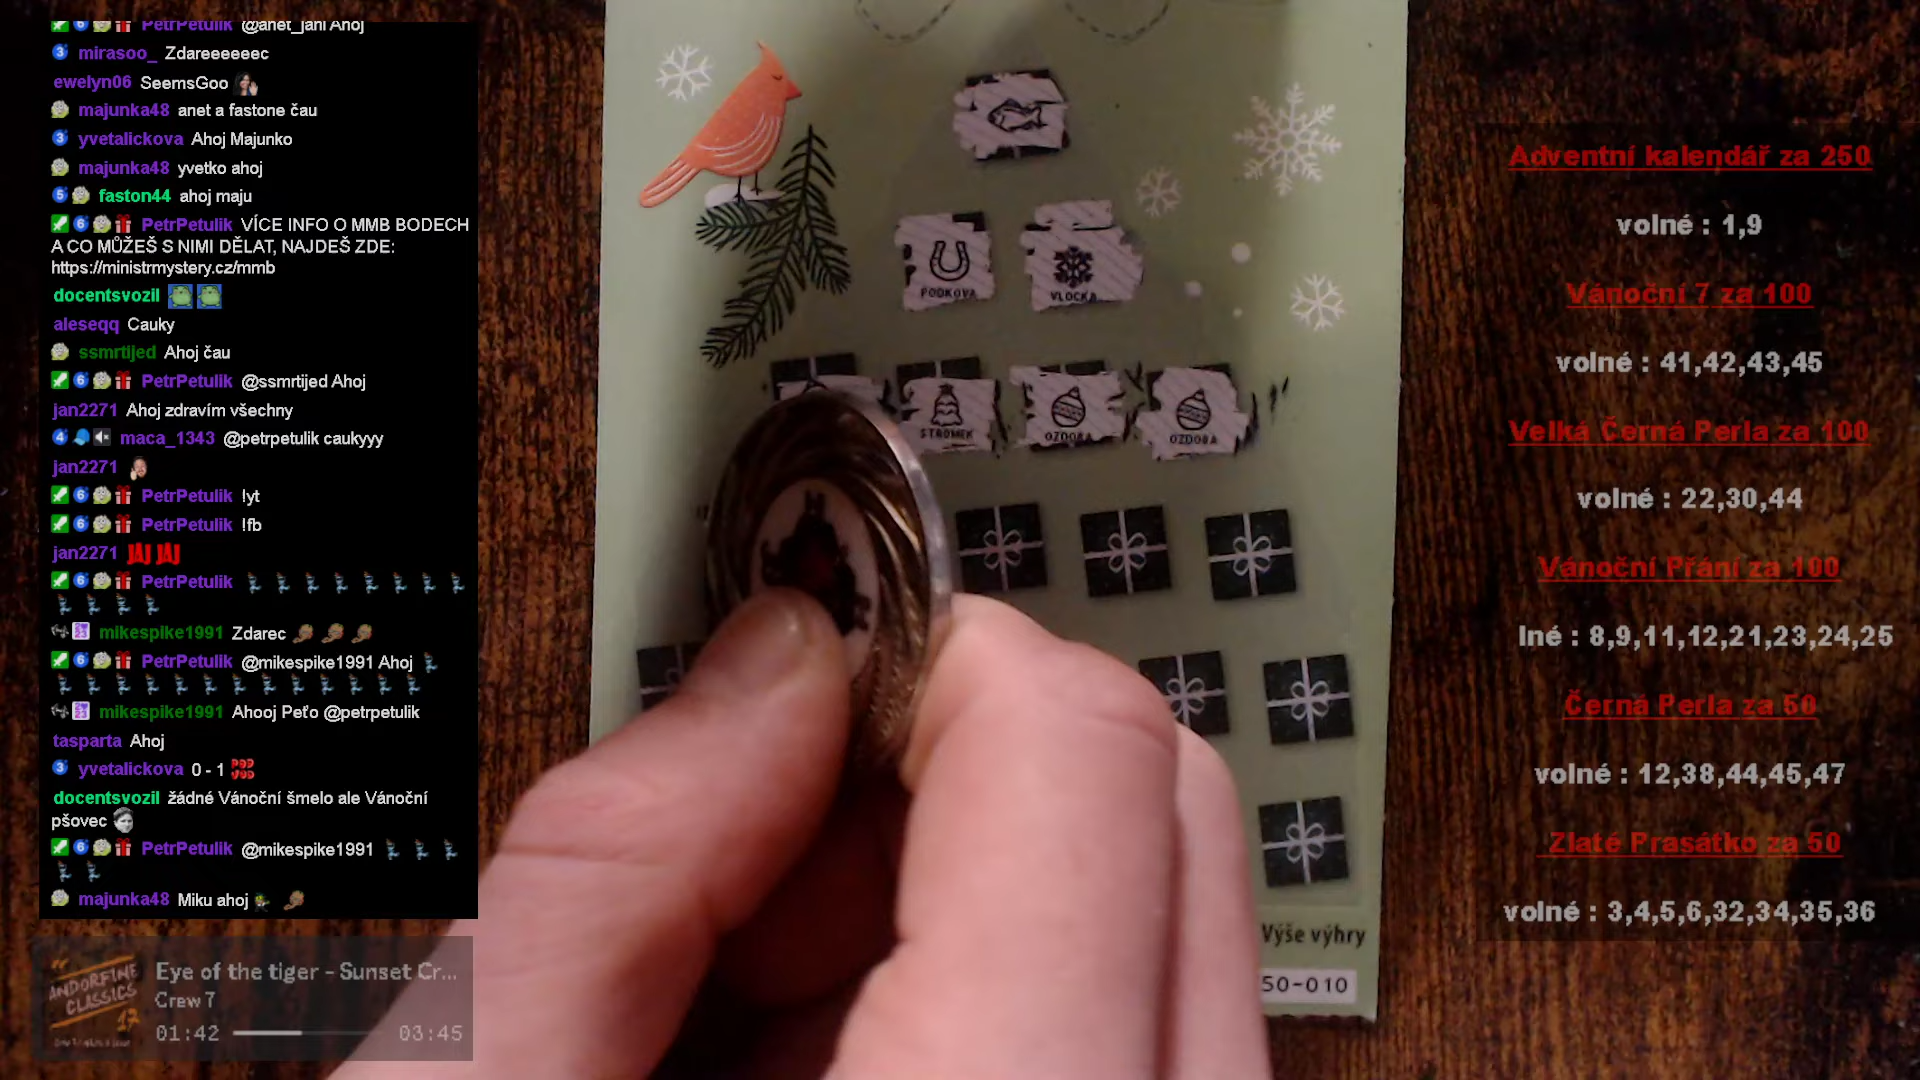 PetrPetulik @anet_jani Ahoj
mirasoo_ Zdareeeeeec
ewelyn06 SeemsGoo
majunka48 anet a fastone čau
yvetalickova Ahoj Majunko
majunka48 yvetko ahoj
faston44 ahoj maju
PetrPetulik VÍCE INFO O MMB BODECH
A CO MŮŽEŠ S NIMI DĚLAT, NAJDEŠ ZDE:
https://ministrmystery.cz/mmb
docentsvozil
aleseqq Cauky
ssmrtijed Ahoj čau
PetrPetulik @ssmrtijed Ahoj
jan2271 Ahoj zdravím všechny
maca_1343 @petrpetulik caukyyy
jan2271
PetrPetulik !yt
PetrPetulik !fb
jan2271 JÁJ JÁJ
PetrPetulik
mikespike1991 Zdarec
PetrPetulik @mikespike1991 Ahoj
mikespike1991 Ahooj Peťo @petrpetulik
tasparta Ahoj
yvetalickova 0 - 1
docentsvozil žádné Vánoční šmelo ale Vánoční
pšovec
PetrPetulik @mikespike1991
majunka48 Miku ahoj
ANDORFINE
CLASSICS
17
Eye of the tiger - Sunset Cr...
Crew 7
01:42 03:45
PODKOVA
VLOČKA
STROMEK
OZDOBA
OZDOBA
Výše výhry
50-010
Adventní kalendář za 250
volné : 1,9
Vánoční 7 za 100
volné : 41,42,43,45
Velká Černá Perla za 100
volné : 22,30,44
Vánoční Přání za 100
lné : 8,9,11,12,21,23,24,25
Černá Perla za 50
volné : 12,38,44,45,47
Zlaté Prasátko za 50
volné : 3,4,5,6,32,34,35,36